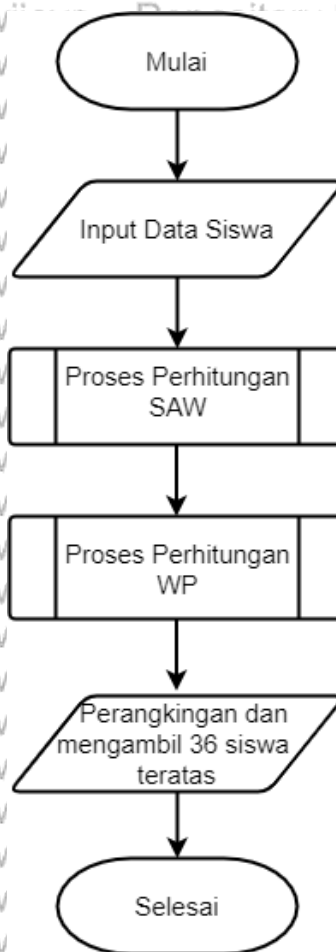 Mulai
Input Data Siswa
Proses Perhitungan
SAW
Proses Perhitungan
WP
Perangkingan dan
mengambil 36 siswa
teratas
Selesai